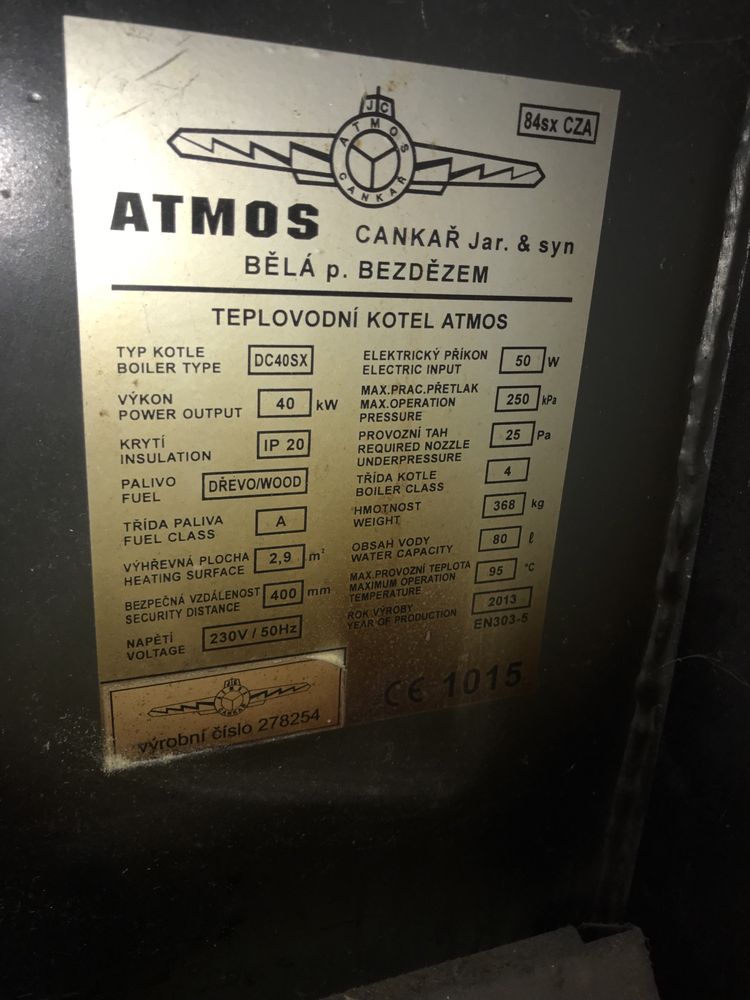 JC
ATMOS
CANKAŘ
84sx CZA
ATMOS CANKAŘ Jar. & syn
BĚLÁ p. BEZDĚZEM
TEPLOVODNÍ KOTEL ATMOS
TYP KOTLE
BOILER TYPE DC40SX
VÝKON
POWER OUTPUT 40 kW
KRYTÍ
INSULATION IP 20
PALIVO
FUEL DŘEVO/WOOD
TŘÍDA PALIVA
FUEL CLASS A
VÝHŘEVNÁ PLOCHA
HEATING SURFACE 2,9 m²
BEZPEČNÁ VZDÁLENOST
SECURITY DISTANCE 400 mm
NAPĚTÍ
VOLTAGE 230V / 50Hz
ELEKTRICKÝ PŘÍKON
ELECTRIC INPUT 50 W
MAX.PRAC.PŘETLAK
MAX.OPERATION
PRESSURE 250 kPa
PROVOZNÍ TAH
REQUIRED NOZZLE
UNDERPRESSURE 25 Pa
TŘÍDA KOTLE
BOILER CLASS 4
HMOTNOST
WEIGHT 368 kg
OBSAH VODY
WATER CAPACITY 80 ℓ
MAX.PROVOZNÍ TEPLOTA
MAXIMUM OPERATION
TEMPERATURE 95 °C
ROK VÝROBY
YEAR OF PRODUCTION 2013
EN303-5
CE 1015
ATMOS
CANKAŘ
výrobní číslo 278254